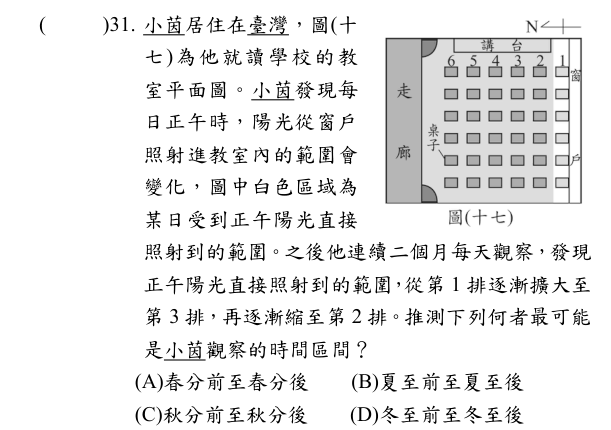 (　　)31. 小茵居住在臺灣，圖(十
七)為他就讀學校的教
室平面圖。小茵發現每
日正午時，陽光從窗戶
照射進教室內的範圍會
變化，圖中白色區域為
某日受到正午陽光直接
照射到的範圍。之後他連續二個月每天觀察，發現
正午陽光直接照射到的範圍，從第 1 排逐漸擴大至
第 3 排，再逐漸縮至第 2 排。推測下列何者最可能
是小茵觀察的時間區間？
(A)春分前至春分後　(B)夏至前至夏至後
(C)秋分前至秋分後　(D)冬至前至冬至後
N
講　台
6 5 4 3 2 1
窗
走
桌子
廊
戶
圖(十七)